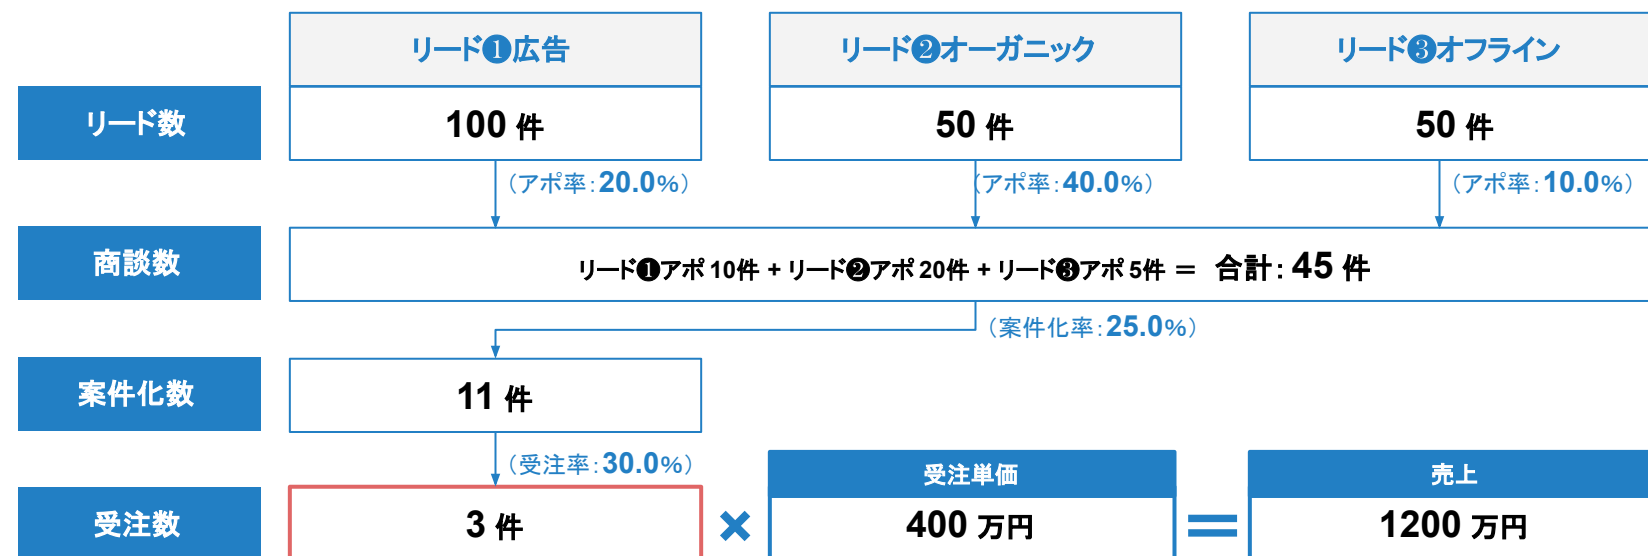 リード❶広告
リード❷オーガニック
リード❸オフライン
リード数
100 件
50 件
50 件
（アポ率：20.0%）
（アポ率：40.0%）
（アポ率：10.0%）
商談数
リード❶アポ 10件 + リード❷アポ 20件 + リード❸アポ 5件 ＝ 合計：45 件
（案件化率：25.0%）
案件化数
11 件
（受注率：30.0%）
受注単価
売上
受注数
3 件
×
400 万円
＝
1200 万円